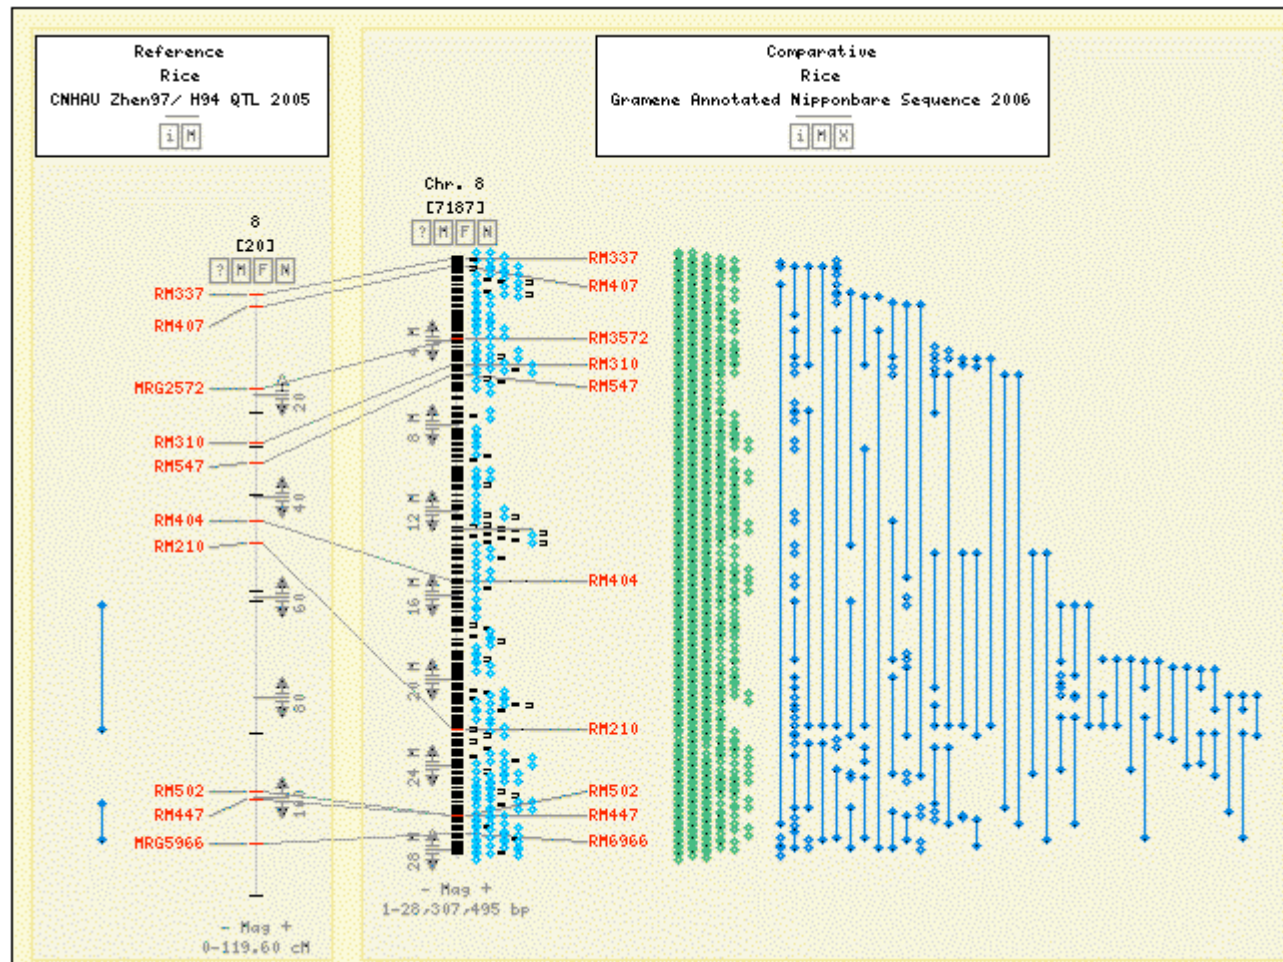 Reference
Rice
CNHAU Zhen97/ H94 QTL 2005
i M
Comparative
Rice
Gramene Annotated Nipponbare Sequence 2006
i M X
8
[20]
? M F N
RM337
RM407
MRG2572
RM310
RM547
RM404
RM210
RM502
RM447
MRG5966
20
40
60
80
- Mag +
0-119.60 cM
Chr. 8
[7187]
? M F N
4 M
8 M
12 M
16 M
20 M
24 M
28 M
- Mag +
1-28,307,495 bp
RM337
RM407
RM3572
RM310
RM547
RM404
RM210
RM502
RM447
RM6966